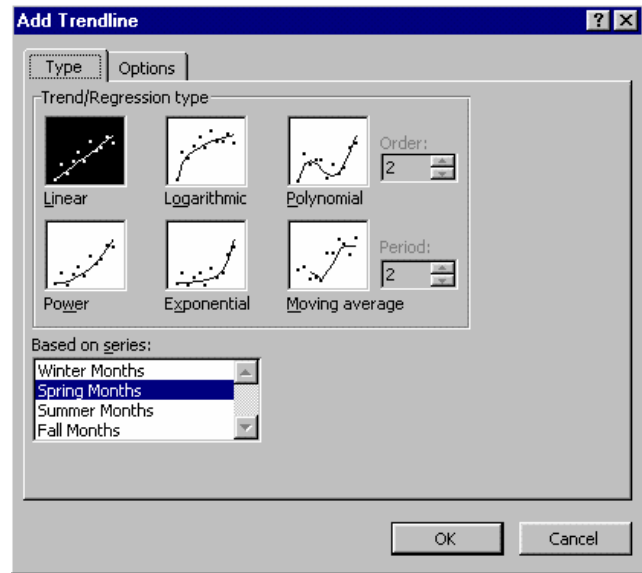 Add Trendline
Type Options
Trend/Regression type
Linear Logarithmic Polynomial
Order:
2
Power Exponential Moving average
Period:
2
Based on series:
Winter Months
Spring Months
Summer Months
Fall Months
OK Cancel